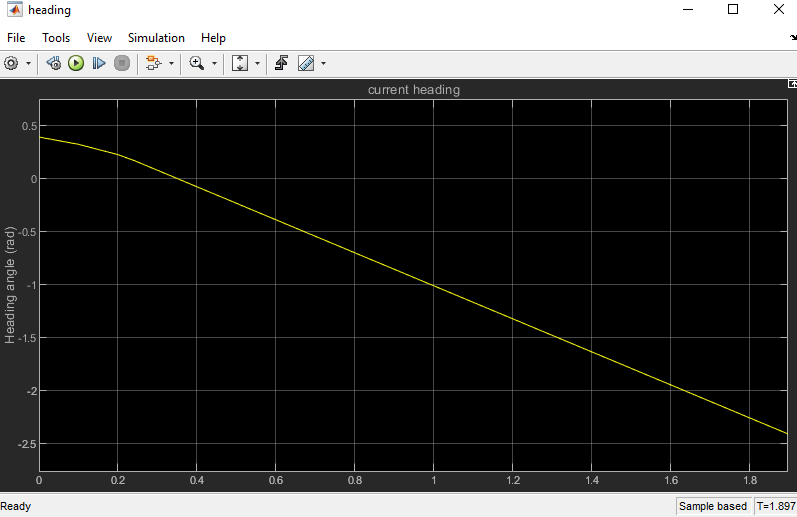 heading
File Tools View Simulation Help
current heading
Heading angle (rad)
0.5
0
-0.5
-1
-1.5
-2
-2.5
0 0.2 0.4 0.6 0.8 1 1.2 1.4 1.6 1.8
Ready Sample based T=1.897